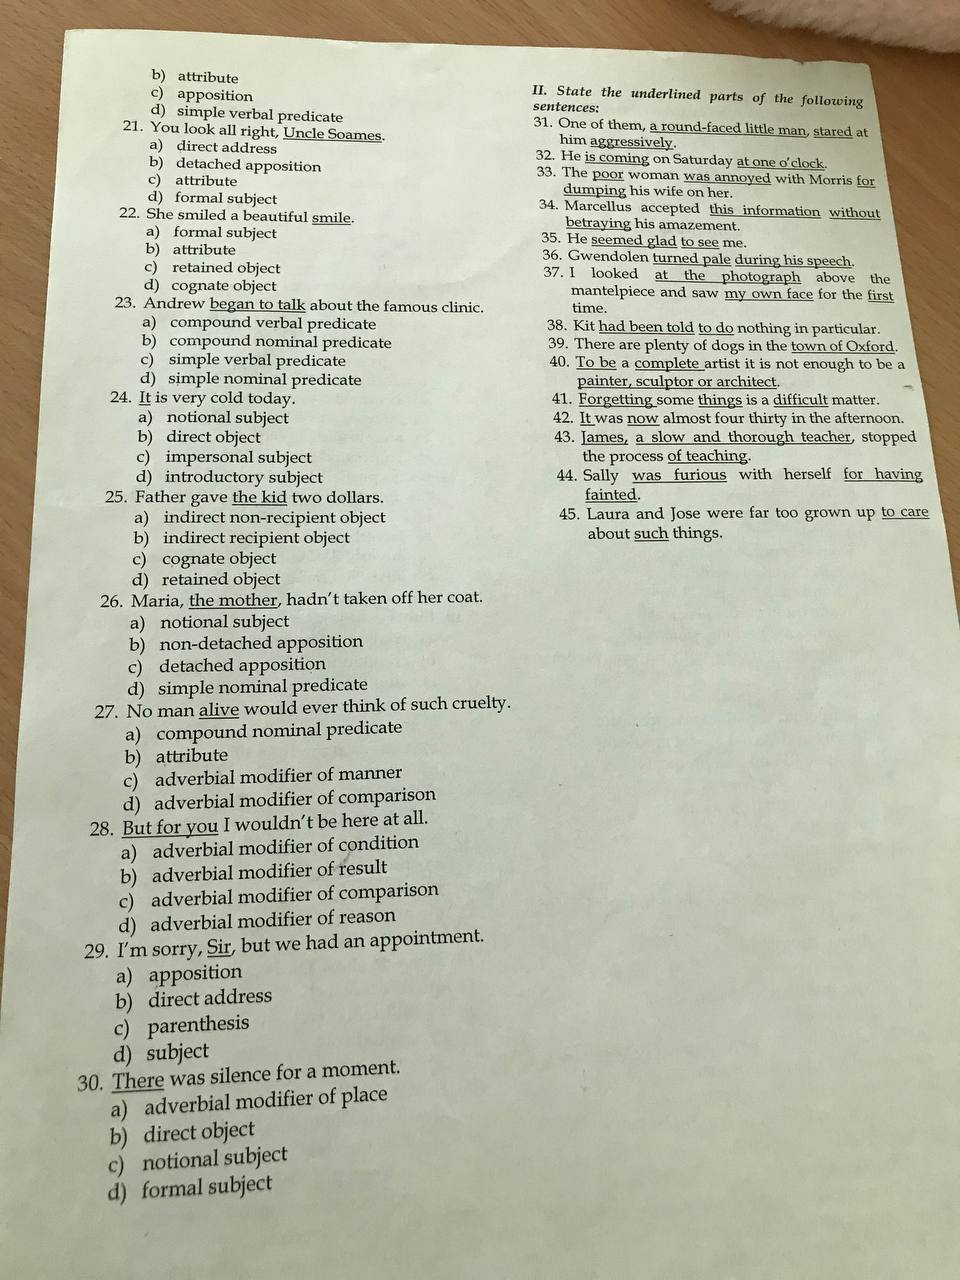 b) attribute
c) apposition
d) simple verbal predicate
21. You look all right, Uncle Soames.
a) direct address
b) detached apposition
c) attribute
d) formal subject
22. She smiled a beautiful smile.
a) formal subject
b) attribute
c) retained object
d) cognate object
23. Andrew began to talk about the famous clinic.
a) compound verbal predicate
b) compound nominal predicate
c) simple verbal predicate
d) simple nominal predicate
24. It is very cold today.
a) notional subject
b) direct object
c) impersonal subject
d) introductory subject
25. Father gave the kid two dollars.
a) indirect non-recipient object
b) indirect recipient object
c) cognate object
d) retained object
26. Maria, the mother, hadn't taken off her coat.
a) notional subject
b) non-detached apposition
c) detached apposition
d) simple nominal predicate
27. No man alive would ever think of such cruelty.
a) compound nominal predicate
b) attribute
c) adverbial modifier of manner
d) adverbial modifier of comparison
28. But for you I wouldn't be here at all.
a) adverbial modifier of condition
b) adverbial modifier of result
c) adverbial modifier of comparison
d) adverbial modifier of reason
29. I'm sorry, Sir, but we had an appointment.
a) apposition
b) direct address
c) parenthesis
d) subject
30. There was silence for a moment.
a) adverbial modifier of place
b) direct object
c) notional subject
d) formal subject
II. State the underlined parts of the following
sentences:
31. One of them, a round-faced little man, stared at
him aggressively.
32. He is coming on Saturday at one o'clock.
33. The poor woman was annoyed with Morris for
dumping his wife on her.
34. Marcellus accepted this information without
betraying his amazement.
35. He seemed glad to see me.
36. Gwendolen turned pale during his speech.
37. I looked at the photograph above the
mantelpiece and saw my own face for the first
time.
38. Kit had been told to do nothing in particular.
39. There are plenty of dogs in the town of Oxford.
40. To be a complete artist it is not enough to be a
painter, sculptor or architect.
41. Forgetting some things is a difficult matter.
42. It was now almost four thirty in the afternoon.
43. James, a slow and thorough teacher, stopped
the process of teaching.
44. Sally was furious with herself for having
fainted.
45. Laura and Jose were far too grown up to care
about such things.